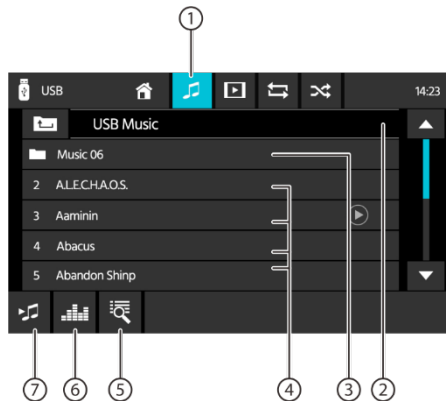 1
USB
14:23
USB Music
Music 06
2 A.L.E.C.H.A.O.S.
3 Aaminin
4 Abacus
5 Abandon Shinp
7 6 5 4 3 2